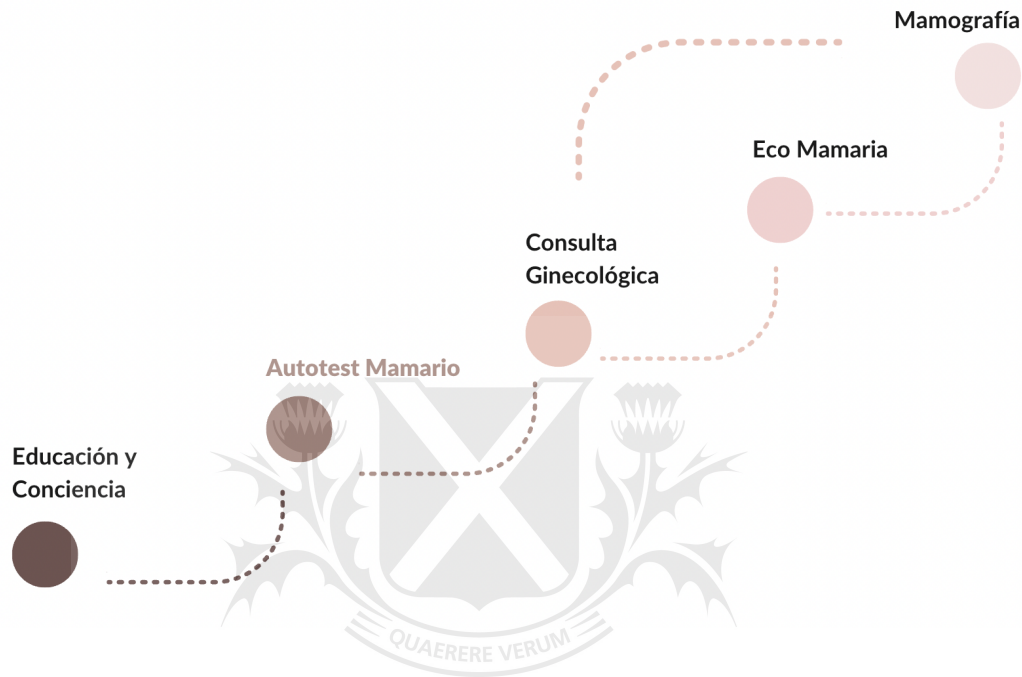 Mamografía
Eco Mamaria
Consulta
Ginecológica
Autotest Mamario
Educación y
Conciencia
QUAERERE VERUM